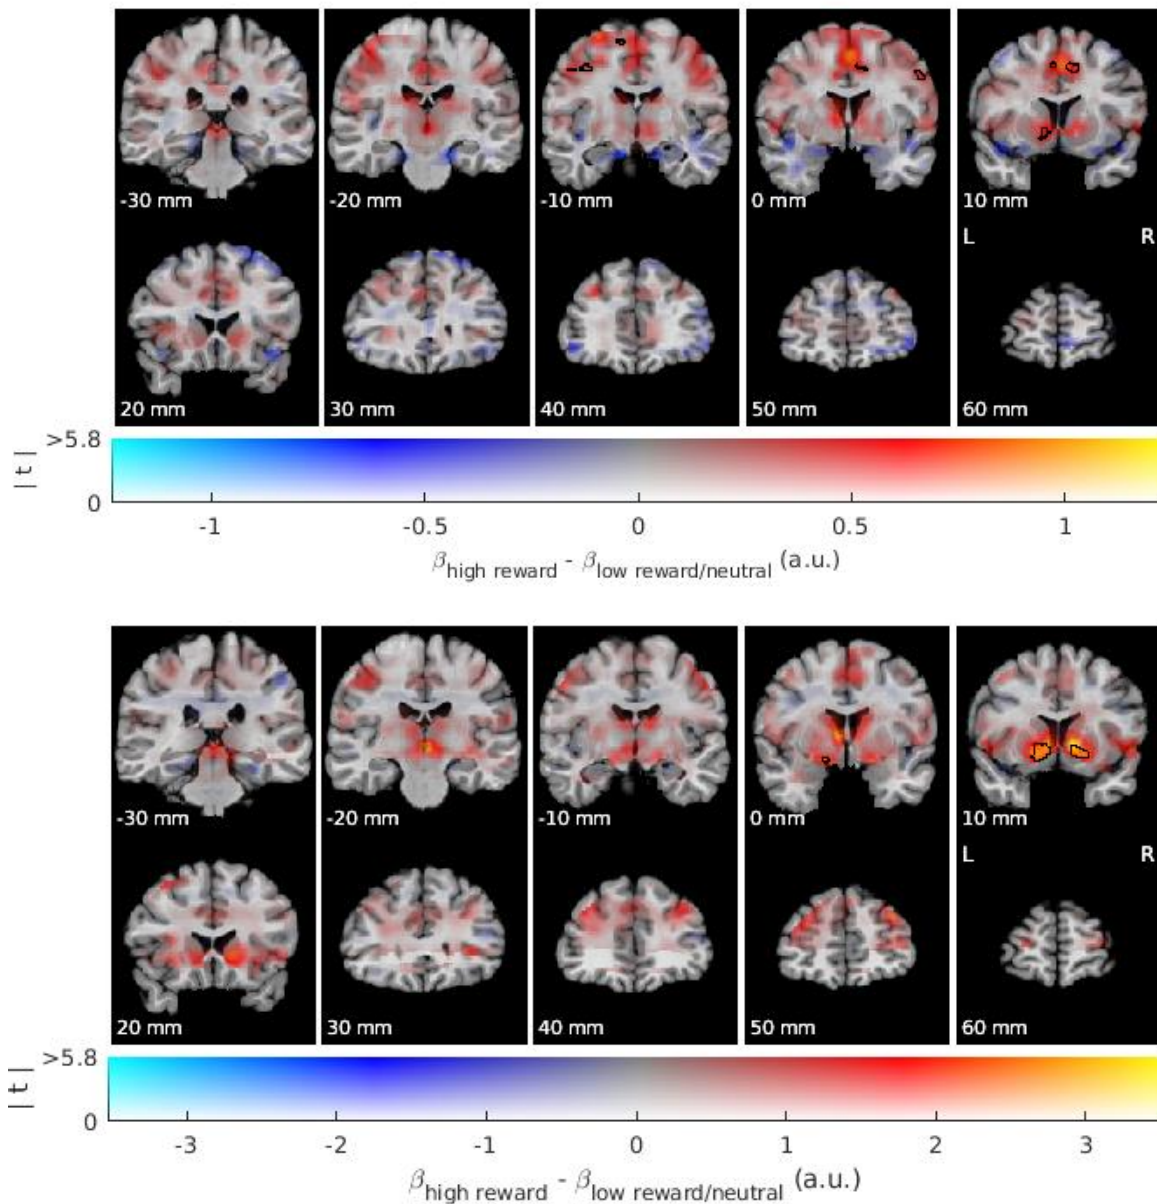 -30 mm
-20 mm
-10 mm
0 mm
10 mm
L R
20 mm
30 mm
40 mm
50 mm
60 mm
| t |
>5.8
0
-1 -0.5 0 0.5 1
βhigh reward - βlow reward/neutral (a.u.)
-30 mm
-20 mm
-10 mm
0 mm
10 mm
L R
20 mm
30 mm
40 mm
50 mm
60 mm
| t |
>5.8
0
-3 -2 -1 0 1 2 3
βhigh reward - βlow reward/neutral (a.u.)